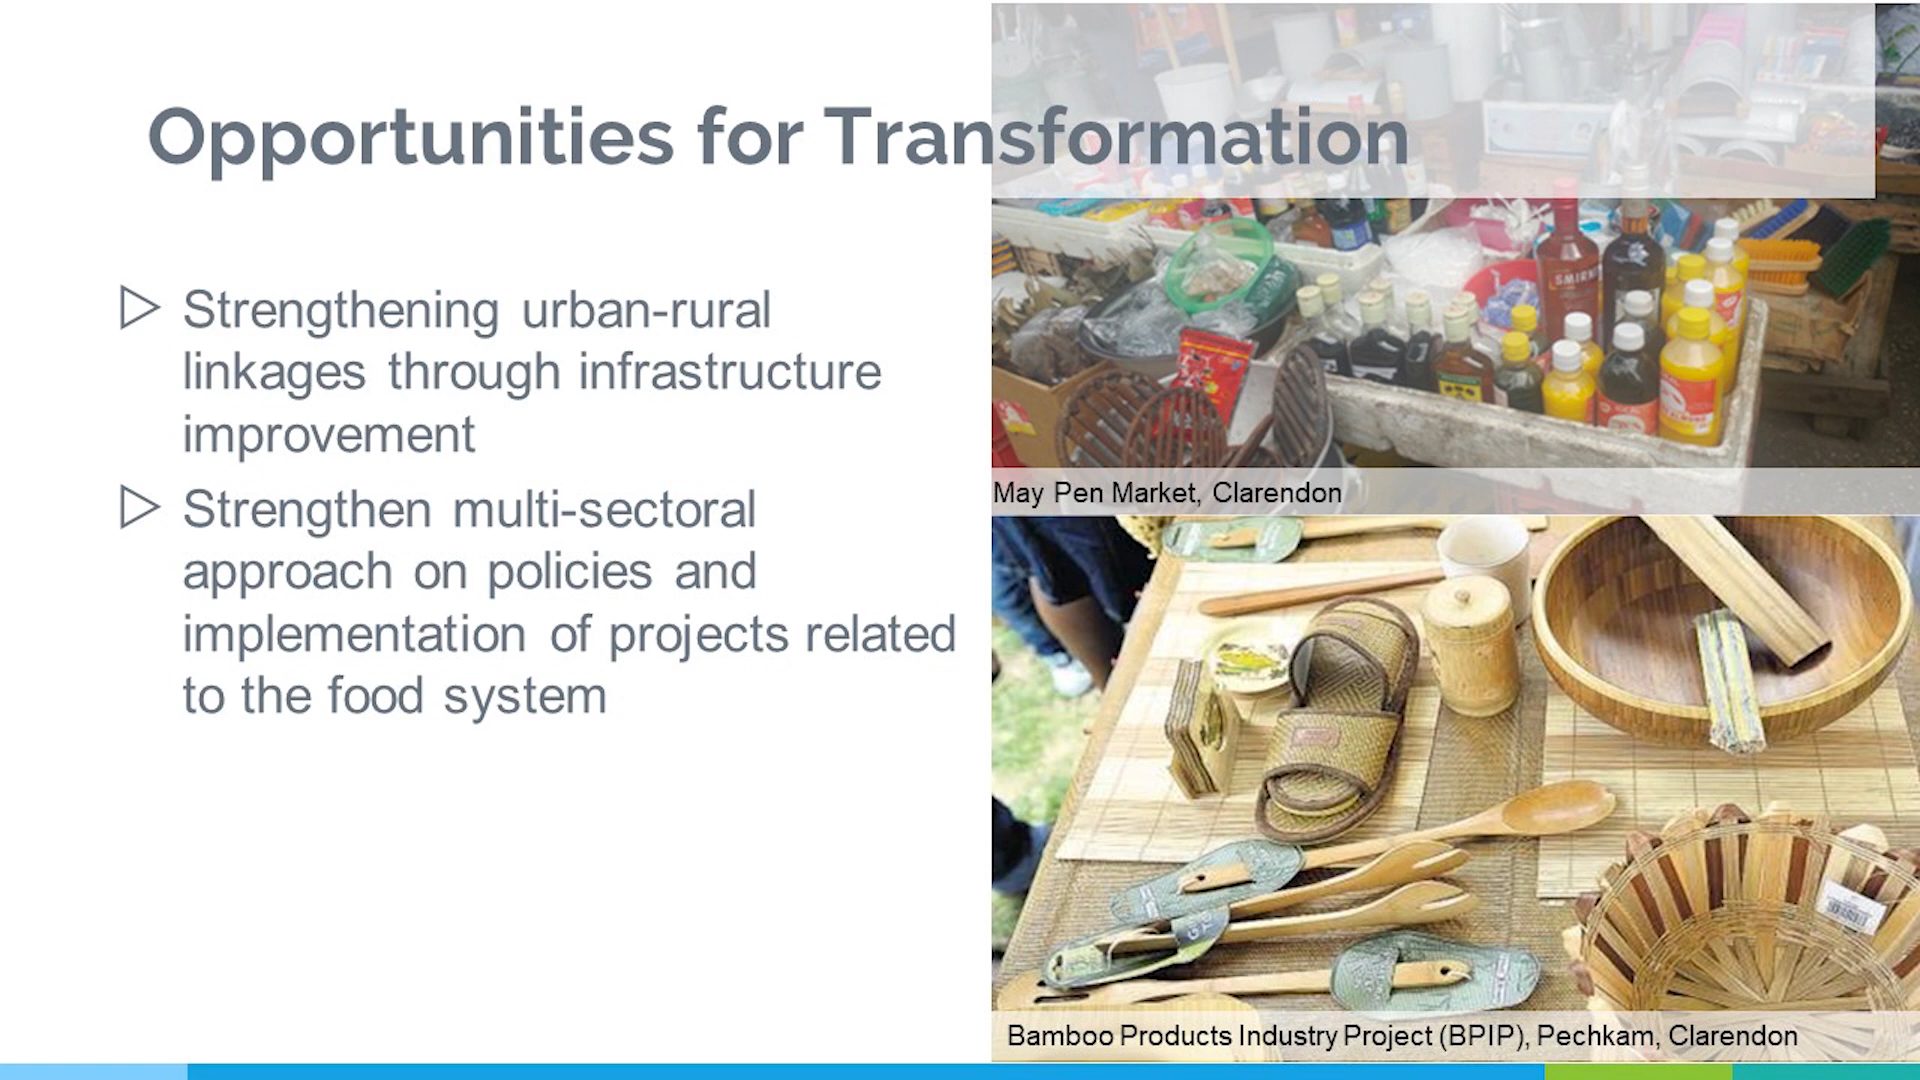 Opportunities for Transformation
Strengthening urban-rural
linkages through infrastructure
improvement
Strengthen multi-sectoral
approach on policies and
implementation of projects related
to the food system
SMIRN
May Pen Market, Clarendon
Bamboo Products Industry Project (BPIP), Pechkam, Clarendon